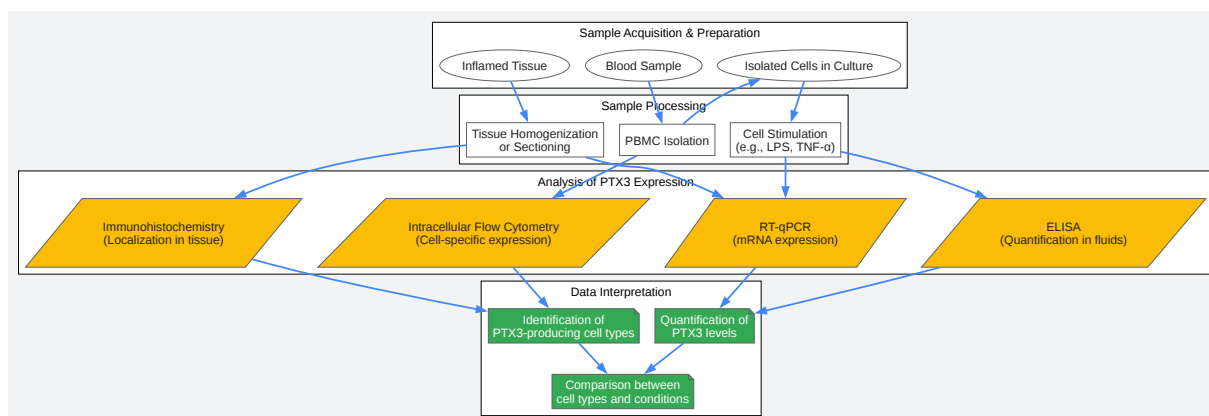 Sample Acquisition & Preparation
Inflamed Tissue
Blood Sample
Isolated Cells in Culture
Sample Processing
Tissue Homogenization
or Sectioning
PBMC Isolation
Cell Stimulation
(e.g., LPS, TNF-α)
Analysis of PTX3 Expression
Immunohistochemistry
(Localization in tissue)
Intracellular Flow Cytometry
(Cell-specific expression)
RT-qPCR
(mRNA expression)
ELISA
(Quantification in fluids)
Data Interpretation
Identification of
PTX3-producing cell types
Quantification of
PTX3 levels
Comparison between
cell types and conditions